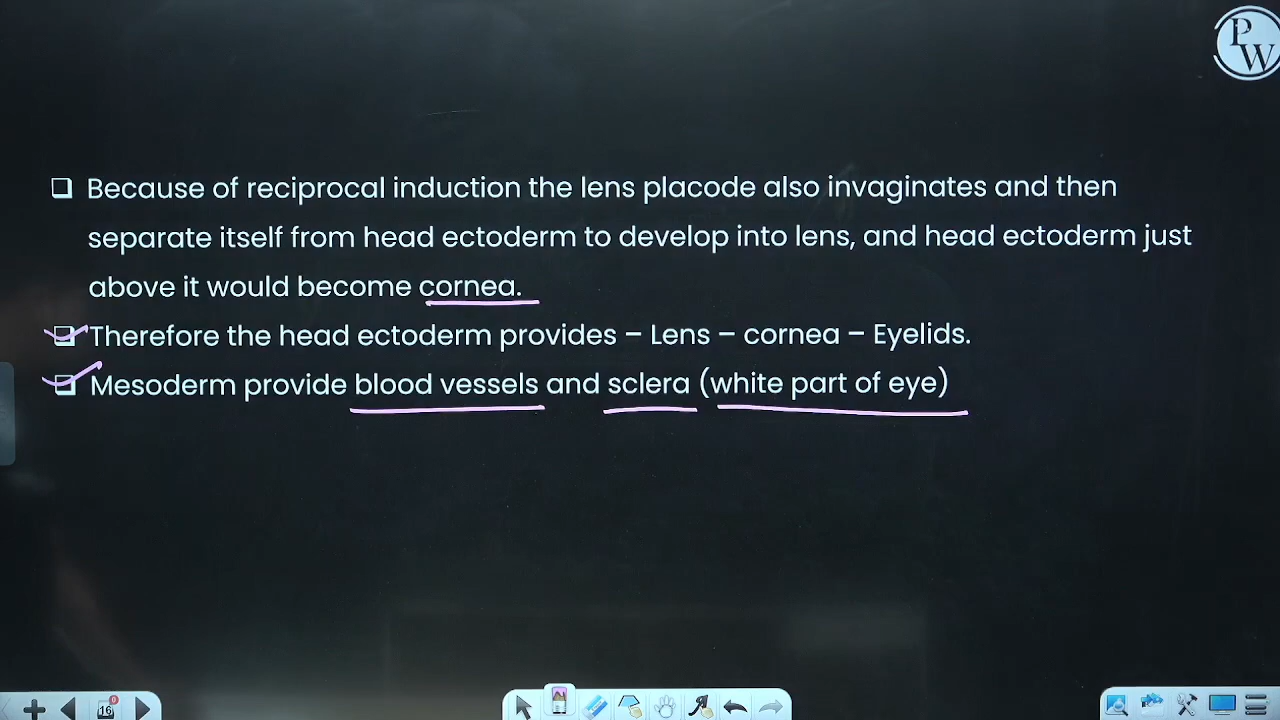 PW
❑ Because of reciprocal induction the lens placode also invaginates and then
separate itself from head ectoderm to develop into lens, and head ectoderm just
above it would become cornea.
❑ Therefore the head ectoderm provides – Lens – cornea – Eyelids.
❑ Mesoderm provide blood vessels and sclera (white part of eye)
16